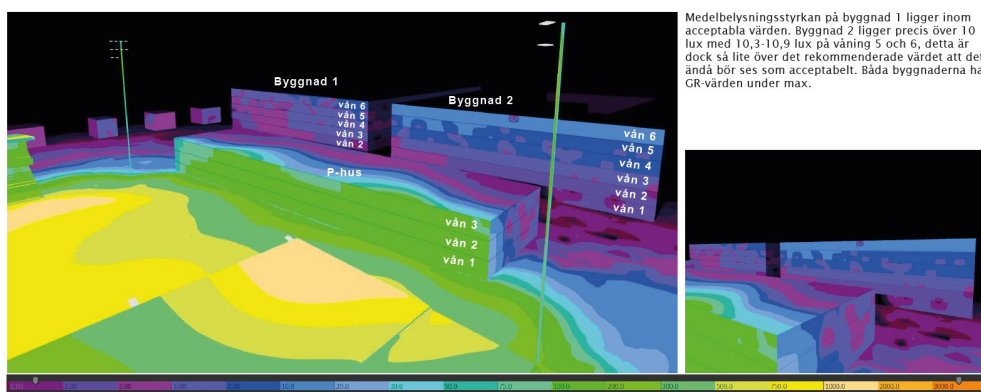 Medelbelysningsstyrkan på byggnad 1 ligger inom
acceptabla värden. Byggnad 2 ligger precis över 10
lux med 10,3-10,9 lux på våning 5 och 6, detta är
dock så lite över det rekommenderade värdet att det
ändå bör ses som acceptabelt. Båda byggnaderna ha
GR-värden under max.
Byggnad 1
vån 6
vån 5
vån 4
vån 3
vån 2
Byggnad 2
vån 6
vån 5
vån 4
vån 3
vån 2
vån 1
P-hus
vån 3
vån 2
vån 1
10.0 20.0 30.0 50.0 75.0 100.0 200.0 300.0 500.0 750.0 1000.0 2000.0 3000.0